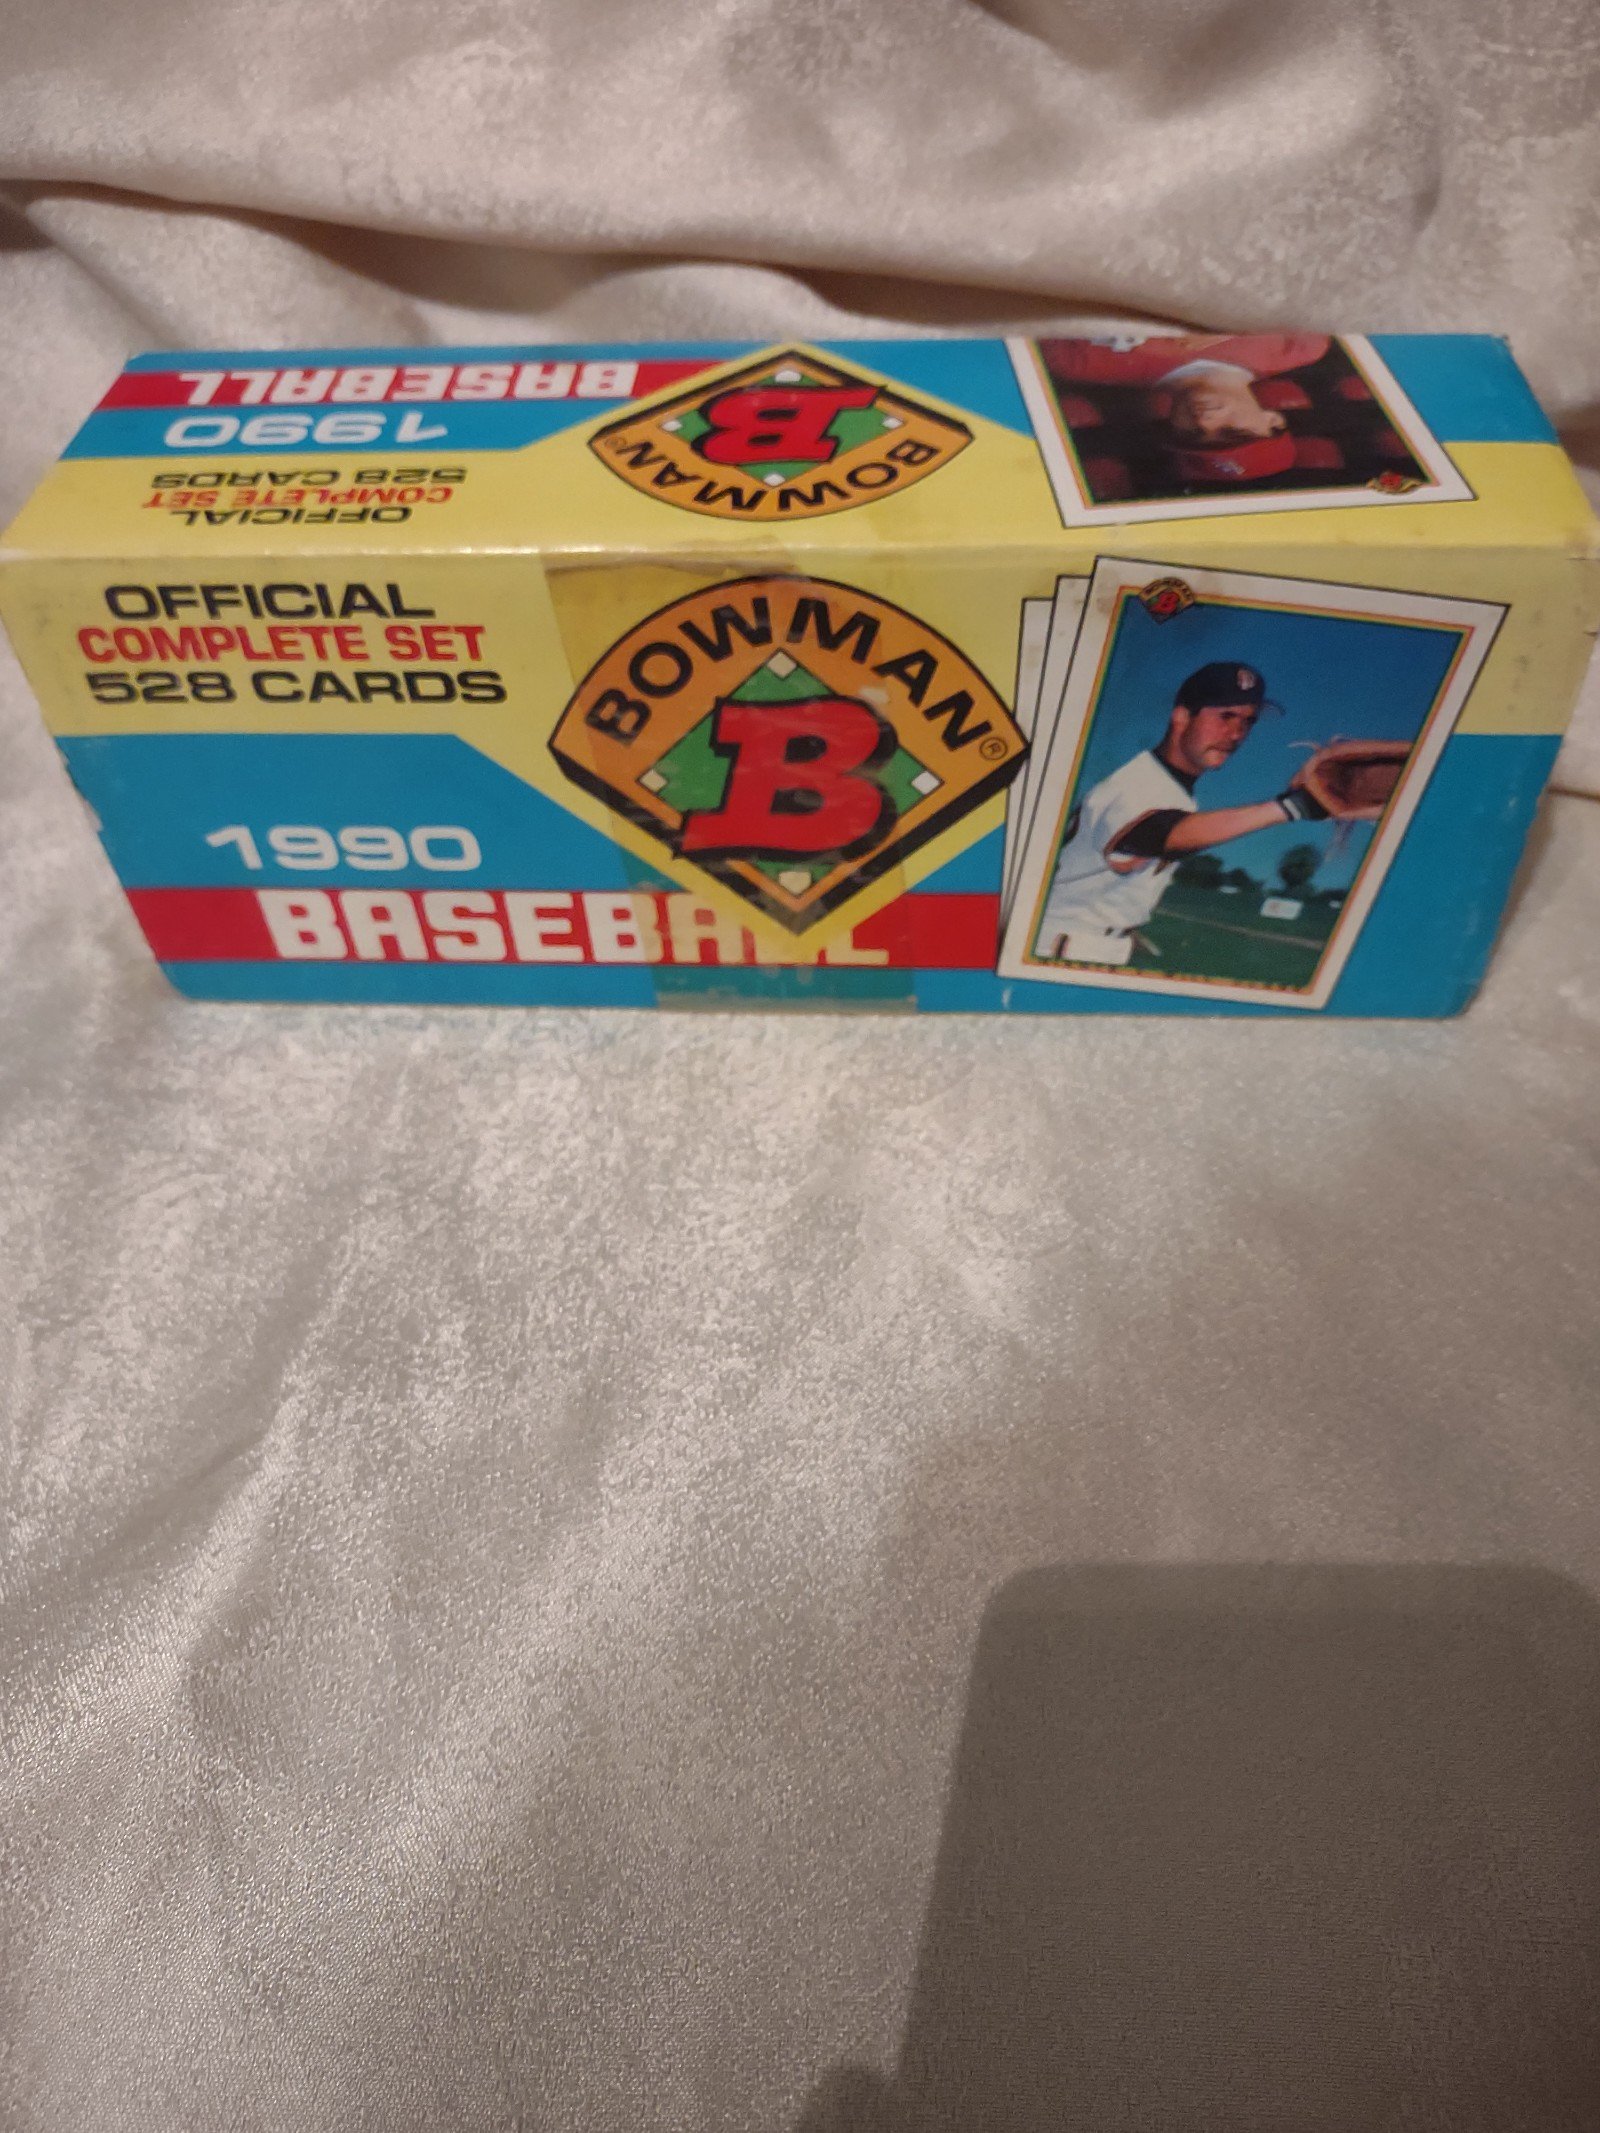 BASEBALL
1990
528 CARDS
COMPLETE SET
OFFICIAL
BOWMAN®
B
OFFICIAL
COMPLETE SET
528 CARDS
BOWMAN®
B
1990
BASEBALL